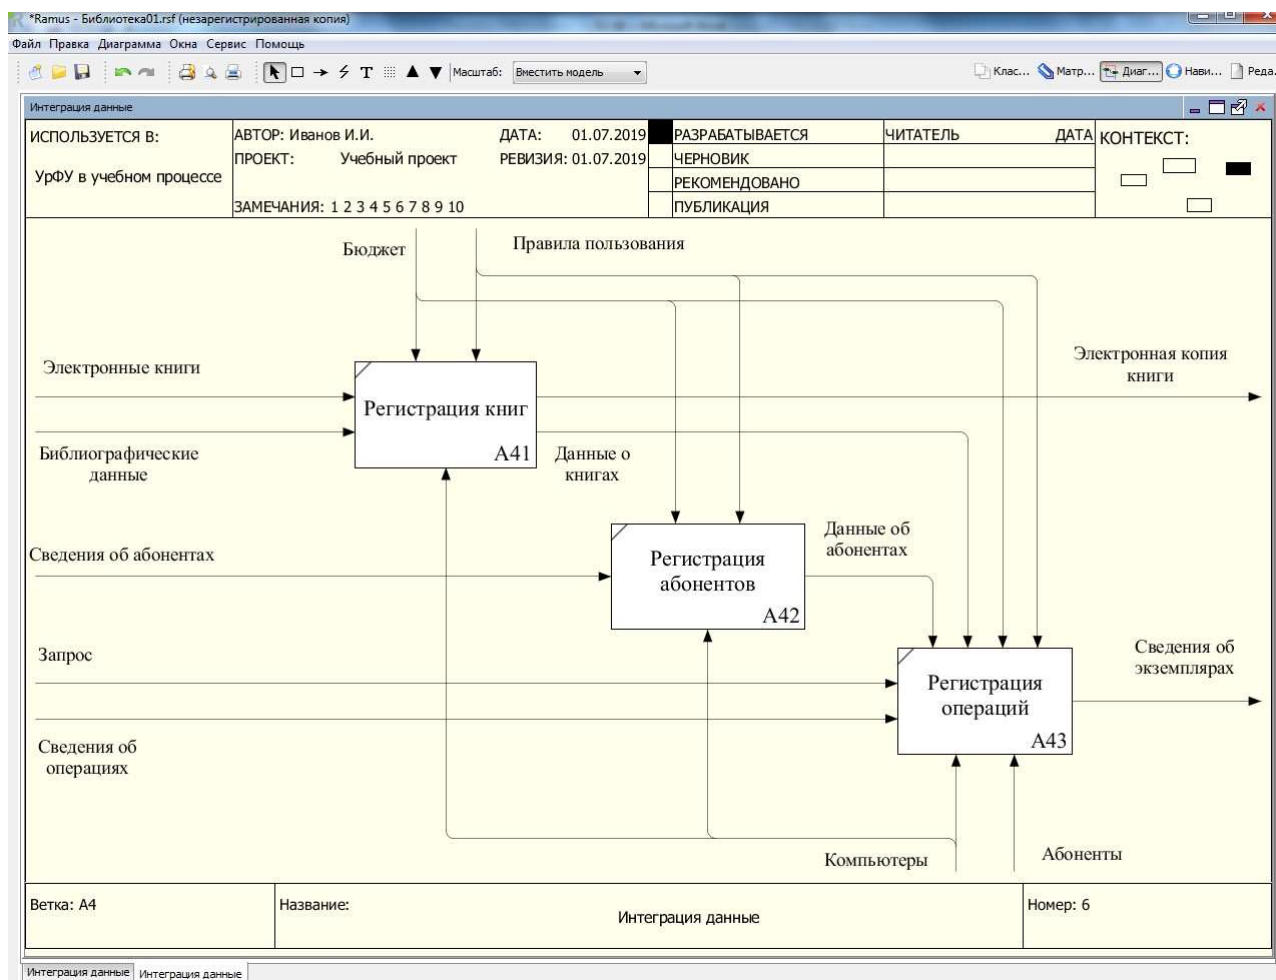 *Ramus - Библиотека01.rsf (незарегистрированная копия)
Файл Правка Диаграмма Окна Сервис Помощь
Масштаб: Вместить модель Клас... Матр... Диаг... Нави... Реда.
Интеграция данные
ИСПОЛЬЗУЕТСЯ В: АВТОР: Иванов И.И. ДАТА: 01.07.2019 РАЗРАБАТЫВАЕТСЯ ЧИТАТЕЛЬ ДАТА КОНТЕКСТ:
ПРОЕКТ: Учебный проект РЕВИЗИЯ: 01.07.2019 ЧЕРНОВИК
УрФУ в учебном процессе РЕКОМЕНДОВАНО
ЗАМЕЧАНИЯ: 1 2 3 4 5 6 7 8 9 10 ПУБЛИКАЦИЯ
Бюджет
Правила пользования
Электронные книги
Электронная копия
книги
Регистрация книг
A41
Библиографические
данные
Данные о
книгах
Сведения об абонентах
Регистрация
абонентов
A42
Данные об
абонентах
Запрос
Регистрация
операций
A43
Сведения об
экземплярах
Сведения об
операциях
Компьютеры
Абоненты
Ветка: A4
Название:
Интеграция данные
Номер: 6
Интеграция данные Интеграция данные